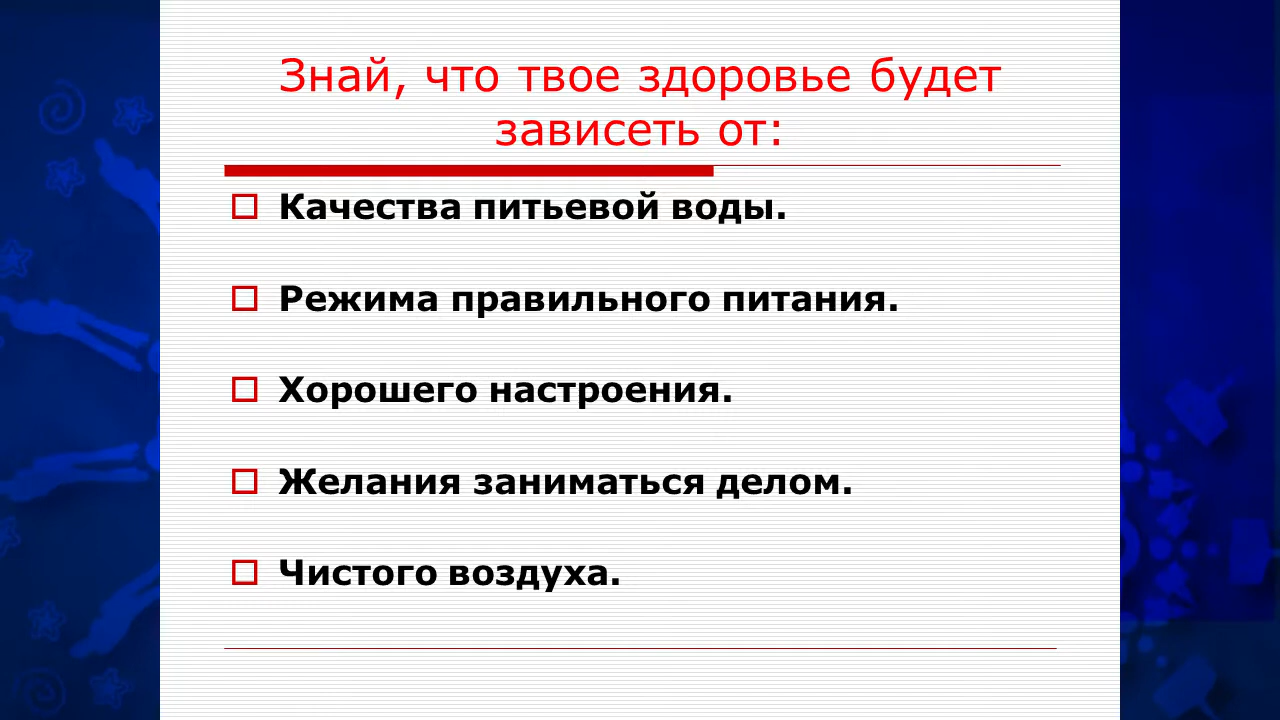 Знай, что твое здоровье будет
зависеть от:
Качества питьевой воды.
Режима правильного питания.
Хорошего настроения.
Желания заниматься делом.
Чистого воздуха.